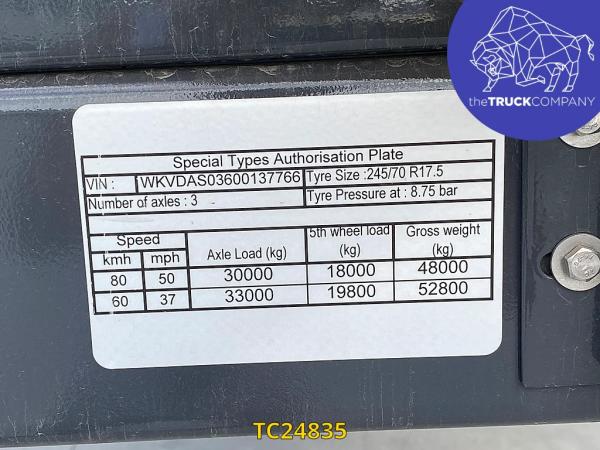 theTRUCKCOMPANY
Special Types Authorisation Plate
VIN : WKVDAS03600137766 Tyre Size :245/70 R17.5
Number of axles : 3 Tyre Pressure at : 8.75 bar
Speed Axle Load (kg) 5th wheel load (kg) Gross weight (kg)
kmh mph
80 50 30000 18000 48000
60 37 33000 19800 52800
TC24835